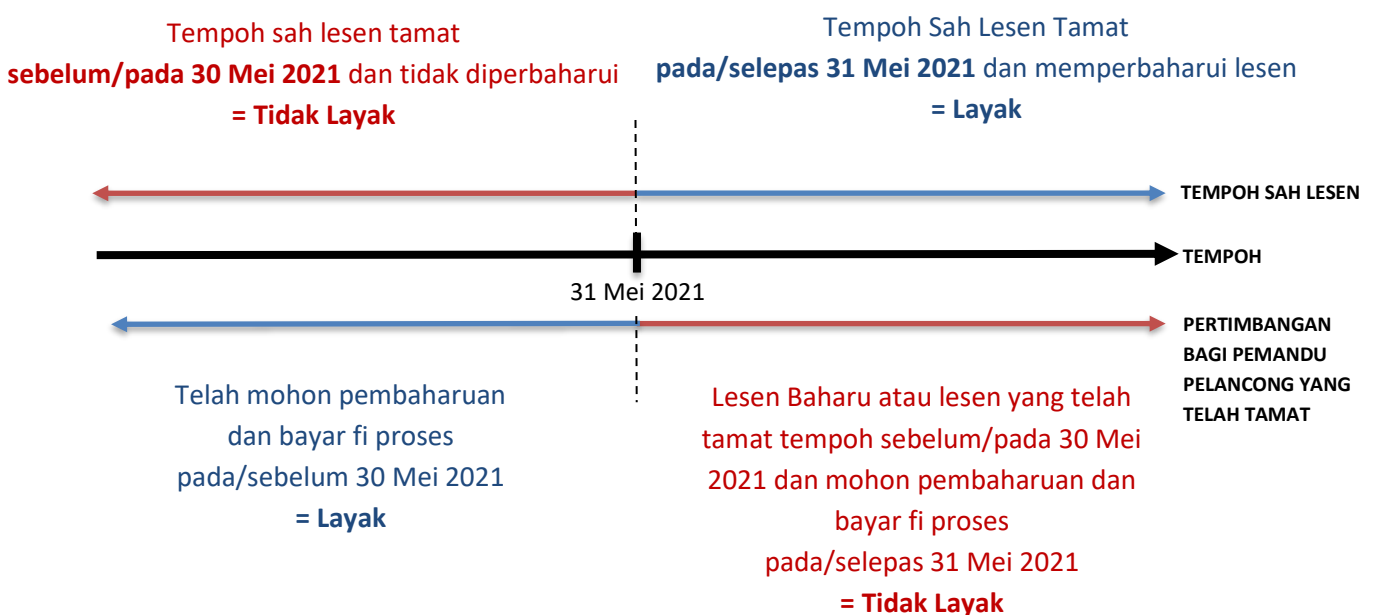 Tempoh sah lesen tamat
sebelum/pada 30 Mei 2021 dan tidak diperbaharui
= Tidak Layak
Tempoh Sah Lesen Tamat
pada/selepas 31 Mei 2021 dan memperbaharui lesen
= Layak
TEMPOH SAH LESEN
TEMPOH
31 Mei 2021
PERTIMBANGAN
BAGI PEMANDU
PELANCONG YANG
TELAH TAMAT
Telah mohon pembaharuan
dan bayar fi proses
pada/sebelum 30 Mei 2021
= Layak
Lesen Baharu atau lesen yang telah
tamat tempoh sebelum/pada 30 Mei
2021 dan mohon pembaharuan dan
bayar fi proses
pada/selepas 31 Mei 2021
= Tidak Layak